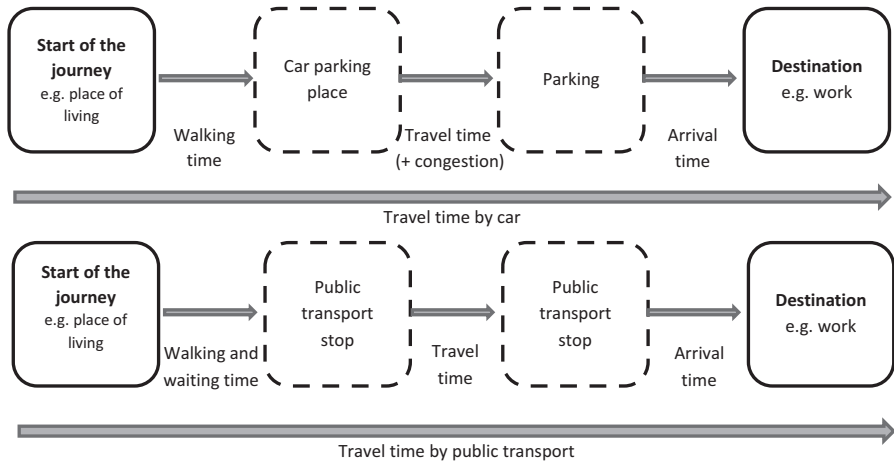 Start of the
journey
e.g. place of
living
Walking
time
Car parking
place
Travel time
(+ congestion)
Parking
Arrival
time
Destination
e.g. work
Travel time by car
Start of the
journey
e.g. place of
living
Walking and
waiting time
Public
transport
stop
Travel
time
Public
transport
stop
Arrival
time
Destination
e.g. work
Travel time by public transport